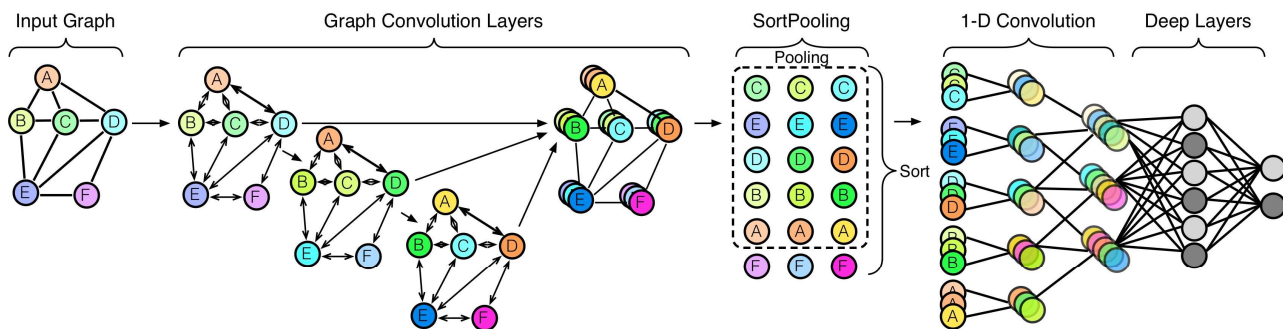 Input Graph
Graph Convolution Layers
SortPooling
1-D Convolution
Deep Layers
Pooling
Sort
A
B C D
E F
A
B C D
E F
A
B C D
E F
A
B C D
E F
A
B C D
E F
C C C
E E E
D D D
B B B
A A A
F F F
C
C
E
E
D
D
B
B
B
A
A
A